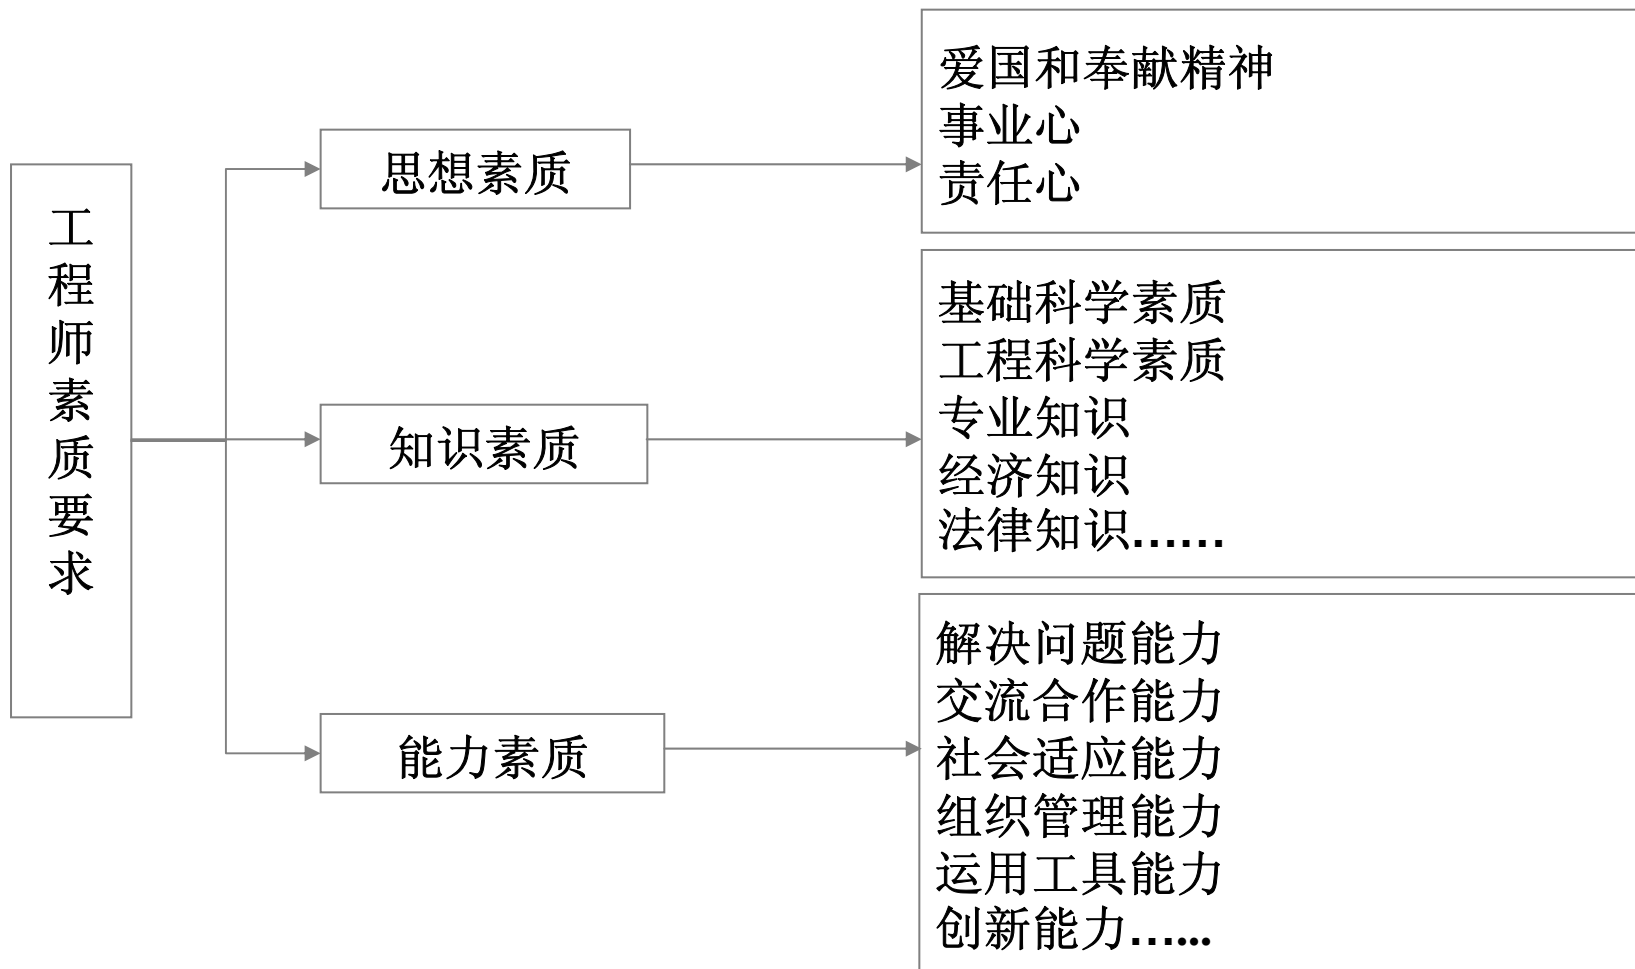 工程师素质要求
思想素质
爱国和奉献精神
事业心
责任心
知识素质
基础科学素质
工程科学素质
专业知识
经济知识
法律知识……
能力素质
解决问题能力
交流合作能力
社会适应能力
组织管理能力
运用工具能力
创新能力…...